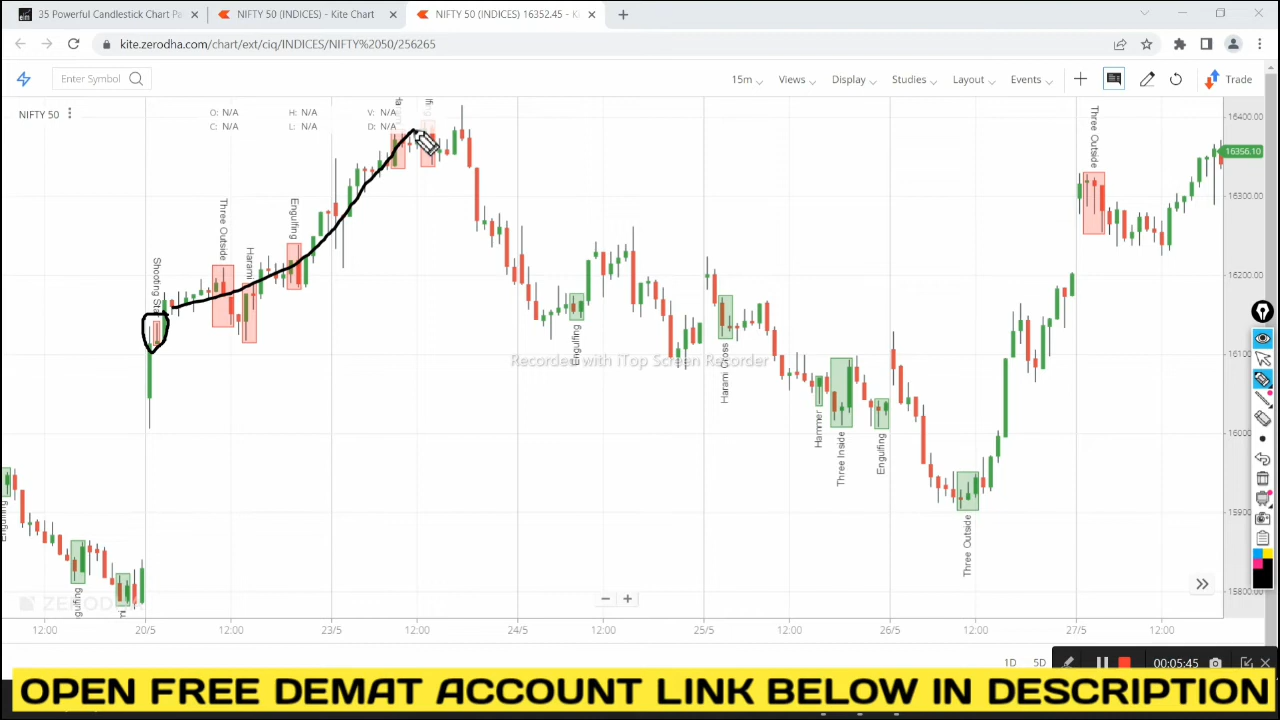 35 Powerful Candlestick Chart Pa
NIFTY 50 (INDICES) - Kite Chart
NIFTY 50 (INDICES) 16352.45 - Ki
kite.zerodha.com/chart/ext/ciq/INDICES/NIFTY%2050/256265
Enter Symbol
15m
Views
Display
Studies
Layout
Events
Trade
NIFTY 50
O: N/A
H: N/A
V: N/A
C: N/A
L: N/A
D: N/A
16400.00
16356.10
16300.00
16200.00
16100.00
16000.00
15900.00
15800.00
Shooting Star
Three Outside
Harami
Engulfing
Three Outside
Engulfing
Harami Cross
Hammer
Three Inside
Engulfing
Three Outside
Engulfing
Recorded with iTop Screen Recorder
ZERODHA
12:00
20/5
12:00
23/5
12:00
24/5
12:00
25/5
12:00
26/5
12:00
27/5
12:00
1D
5D
00:05:45
OPEN FREE DEMAT ACCOUNT LINK BELOW IN DESCRIPTION